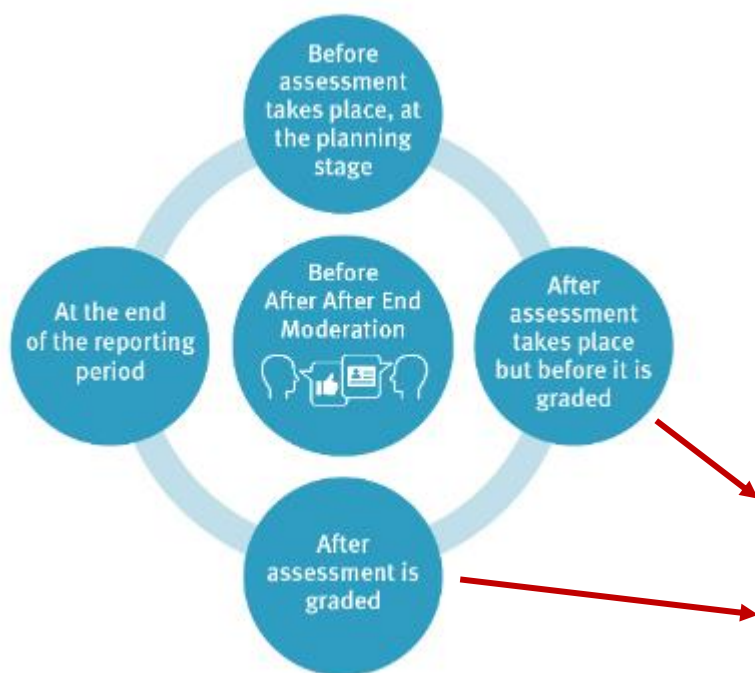 Before
assessment
takes place, at
the planning
stage
Before
After After End
Moderation
At the end
of the reporting
period
After
assessment
takes place
but before it is
graded
After
assessment is
graded